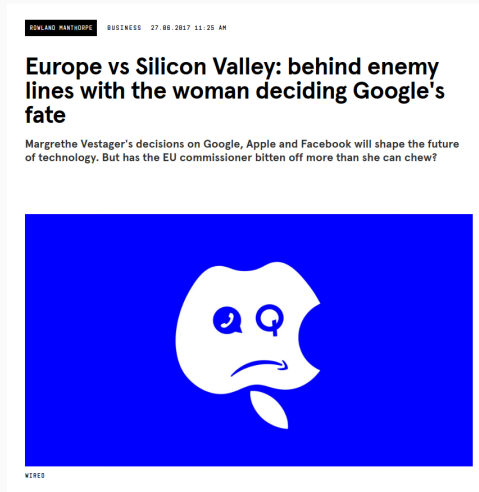 ROWLAND MANTHORPE BUSINESS 27.06.2017 11:25 AM
Europe vs Silicon Valley: behind enemy
lines with the woman deciding Google's
fate
Margrethe Vestager's decisions on Google, Apple and Facebook will shape the future
of technology. But has the EU commissioner bitten off more than she can chew?
WIRED